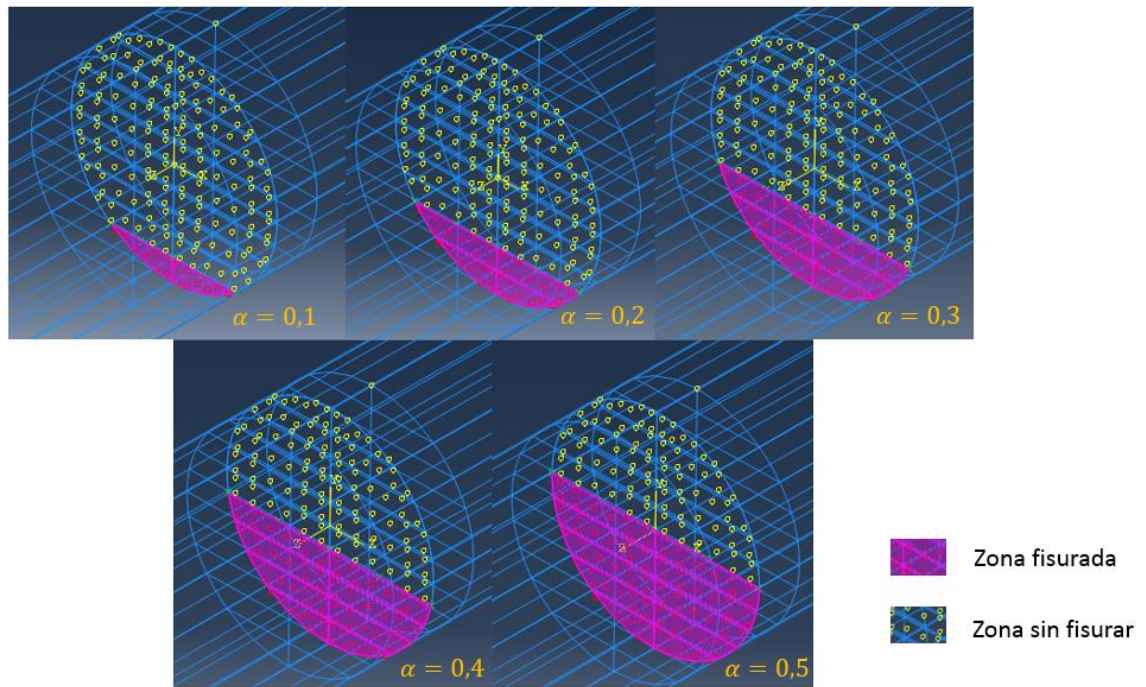 α = 0,1
α = 0,2
α = 0,3
α = 0,4
α = 0,5
Zona fisurada
Zona sin fisurar